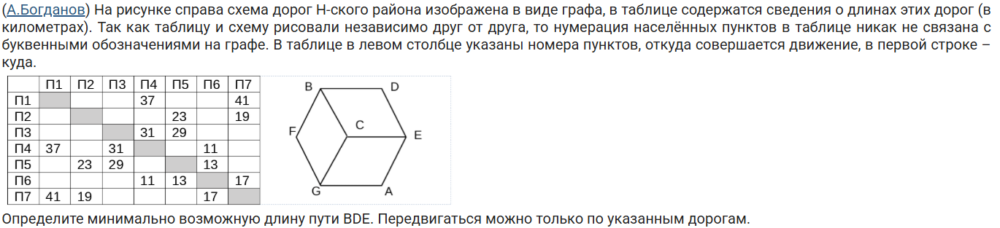 (А.Богданов) На рисунке справа схема дорог Н-ского района изображена в виде графа, в таблице содержатся сведения о длинах этих дорог (в
километрах). Так как таблицу и схему рисовали независимо друг от друга, то нумерация населённых пунктов в таблице никак не связана с
буквенными обозначениями на графе. В таблице в левом столбце указаны номера пунктов, откуда совершается движение, в первой строке –
куда.
П1 П2 П3 П4 П5 П6 П7
П1 37 41
П2 23 19
П3 31 29
П4 37 31 11
П5 23 29 13
П6 11 13 17
П7 41 19 17
B D
C
F E
G A
Определите минимально возможную длину пути BDE. Передвигаться можно только по указанным дорогам.